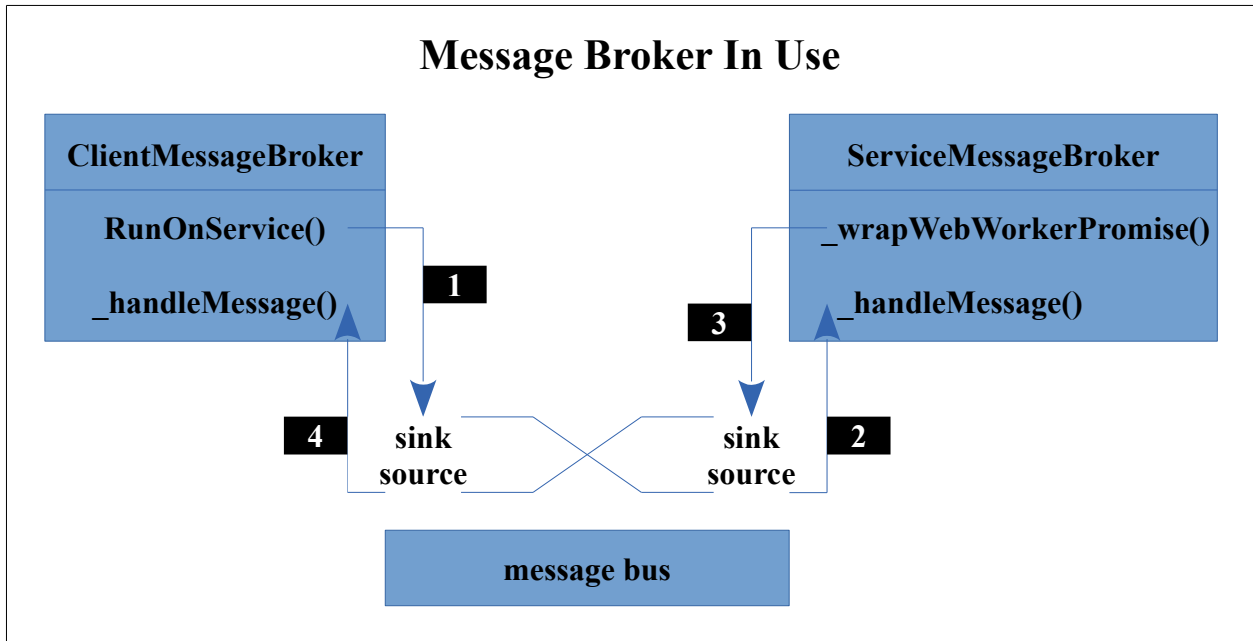 Message Broker In Use
ClientMessageBroker
ServiceMessageBroker
RunOnService()
_wrapWebWorkerPromise()
_handleMessage()
_handleMessage()
1
3
4
sink
source
sink
source
2
message bus